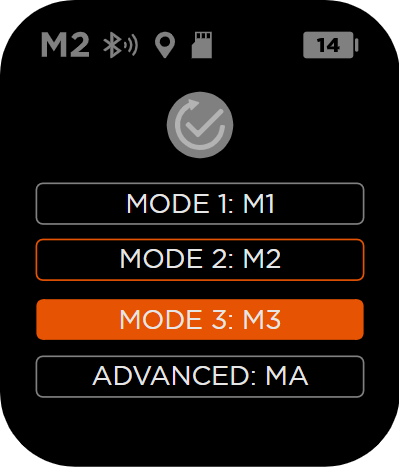 M2 14
MODE 1: M1
MODE 2: M2
MODE 3: M3
ADVANCED: MA